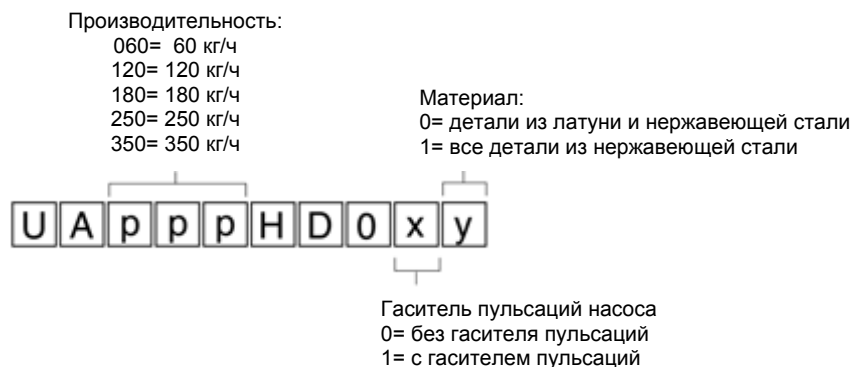 Производительность:
060= 60 кг/ч
120= 120 кг/ч
180= 180 кг/ч
250= 250 кг/ч
350= 350 кг/ч
Материал:
0= детали из латуни и нержавеющей стали
1= все детали из нержавеющей стали
U A p p p H D 0 x y
Гаситель пульсаций насоса
0= без гасителя пульсаций
1= с гасителем пульсаций